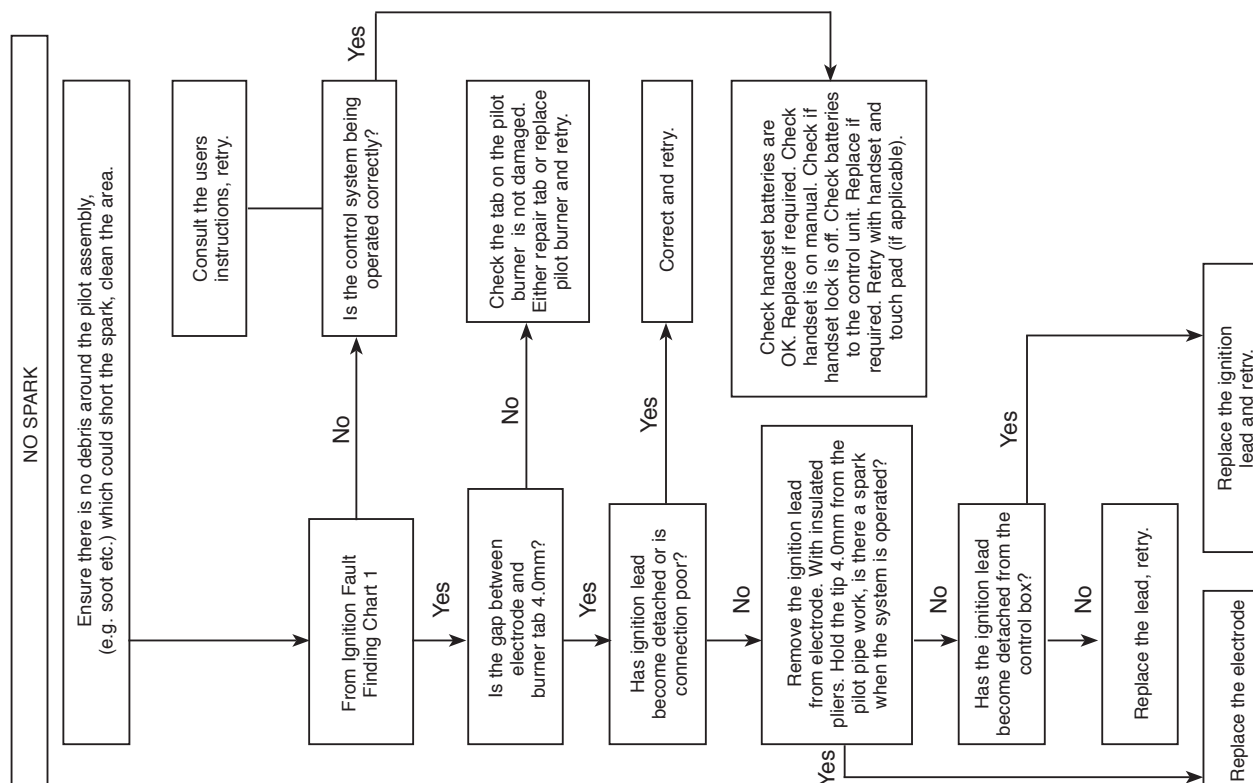 NO SPARK
Ensure there is no debris around the pilot assembly,
(e.g. soot etc.) which could short the spark, clean the area.
Consult the users
instructions, retry.
From Ignition Fault
Finding Chart 1
No
Is the control system being
operated correctly?
Yes
Yes
Is the gap between
electrode and
burner tab 4.0mm?
No
Check the tab on the pilot
burner is not damaged.
Either repair tab or replace
pilot burner and retry.
Yes
Has ignition lead
become detached or is
connection poor?
Yes
Correct and retry.
No
Remove the ignition lead
from electrode. With insulated
pliers. Hold the tip 4.0mm from the
pilot pipe work, is there a spark
when the system is operated?
Check handset batteries are
OK. Replace if required. Check
handset is on manual. Check if
handset lock is off. Check batteries
to the control unit. Replace if
required. Retry with handset and
touch pad (if applicable).
Yes
No
Has the ignition lead
become detached from the
control box?
Yes
No
Replace the lead, retry.
Replace the electrode
Replace the ignition
lead and retry.